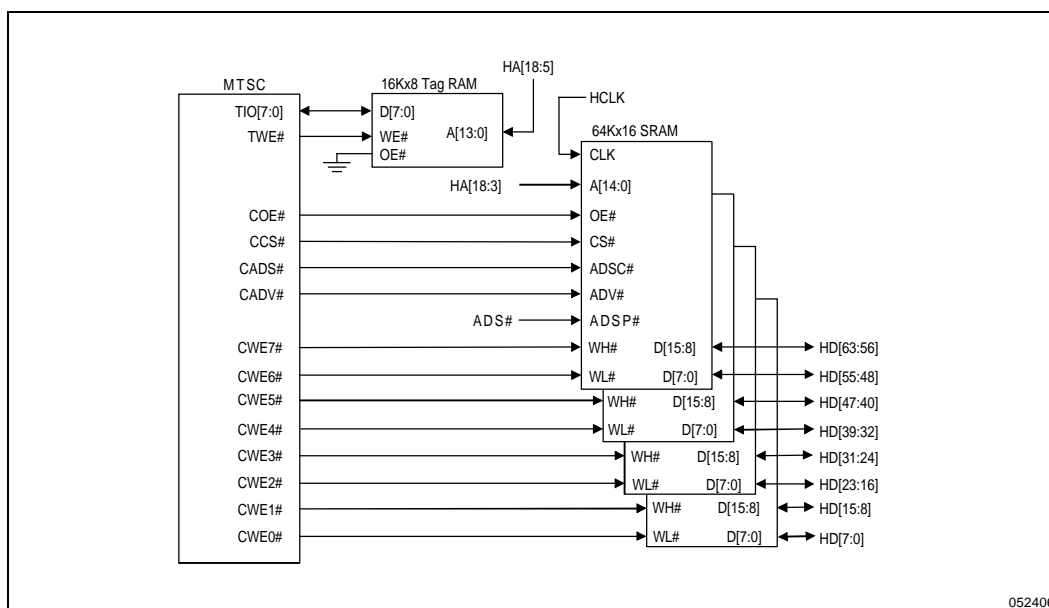 HA[18:5]
MTSC
16Kx8 Tag RAM
TIO[7:0]
D[7:0]
HCLK
TWE#
WE#
A[13:0]
OE#
64Kx16 SRAM
CLK
HA[18:3]
A[14:0]
COE#
OE#
CCS#
CS#
CADS#
ADSC#
CADV#
ADV#
ADS#
ADSP#
CWE7#
WH#
D[15:8]
HD[63:56]
CWE6#
WL#
D[7:0]
HD[55:48]
CWE5#
WH#
D[15:8]
HD[47:40]
CWE4#
WL#
D[7:0]
HD[39:32]
CWE3#
WH#
D[15:8]
HD[31:24]
CWE2#
WL#
D[7:0]
HD[23:16]
CWE1#
WH#
D[15:8]
HD[15:8]
CWE0#
WL#
D[7:0]
HD[7:0]